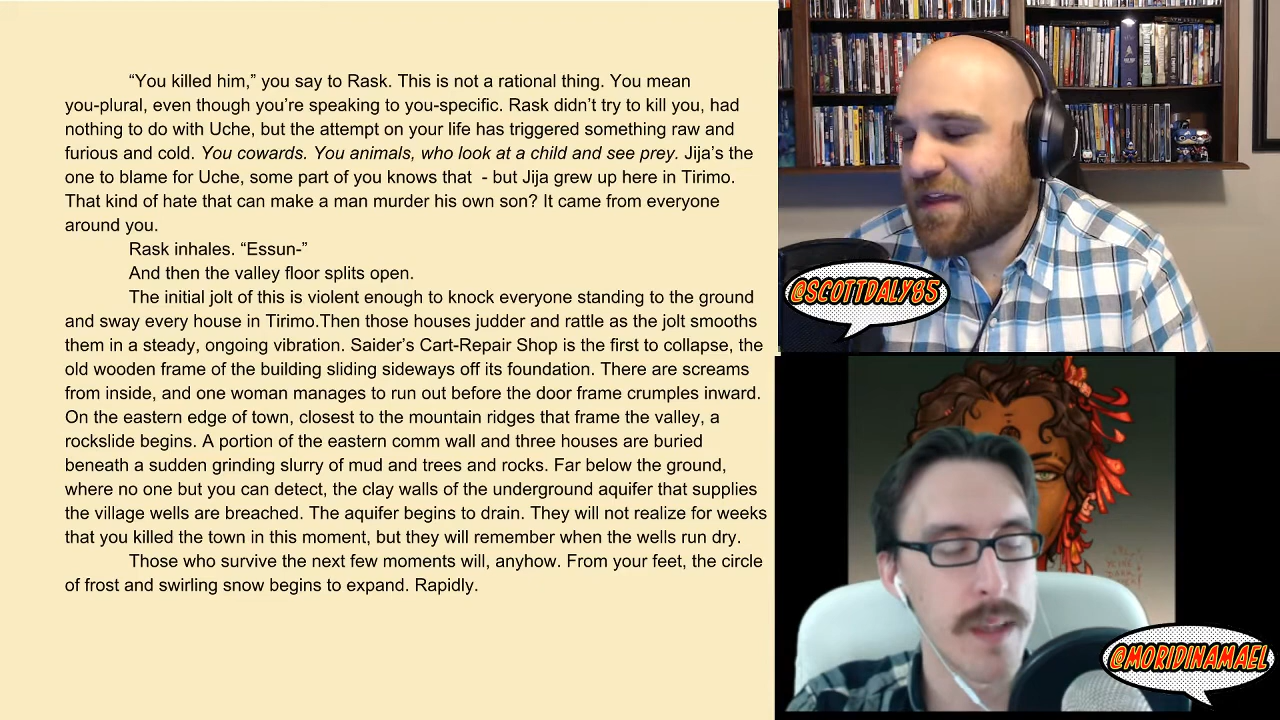 “You killed him,” you say to Rask. This is not a rational thing. You mean
you-plural, even though you’re speaking to you-specific. Rask didn’t try to kill you, had
nothing to do with Uche, but the attempt on your life has triggered something raw and
furious and cold. You cowards. You animals, who look at a child and see prey. Jija’s the
one to blame for Uche, some part of you knows that - but Jija grew up here in Tirimo.
That kind of hate that can make a man murder his own son? It came from everyone
around you.
Rask inhales. “Essun-”
And then the valley floor splits open.
The initial jolt of this is violent enough to knock everyone standing to the ground
and sway every house in Tirimo.Then those houses judder and rattle as the jolt smooths
them in a steady, ongoing vibration. Saider’s Cart-Repair Shop is the first to collapse, the
old wooden frame of the building sliding sideways off its foundation. There are screams
from inside, and one woman manages to run out before the door frame crumples inward.
On the eastern edge of town, closest to the mountain ridges that frame the valley, a
rockslide begins. A portion of the eastern comm wall and three houses are buried
beneath a sudden grinding slurry of mud and trees and rocks. Far below the ground,
where no one but you can detect, the clay walls of the underground aquifer that supplies
the village wells are breached. The aquifer begins to drain. They will not realize for weeks
that you killed the town in this moment, but they will remember when the wells run dry.
Those who survive the next few moments will, anyhow. From your feet, the circle
of frost and swirling snow begins to expand. Rapidly.
@SCOTTDALY85
@MORIDINAMAEL